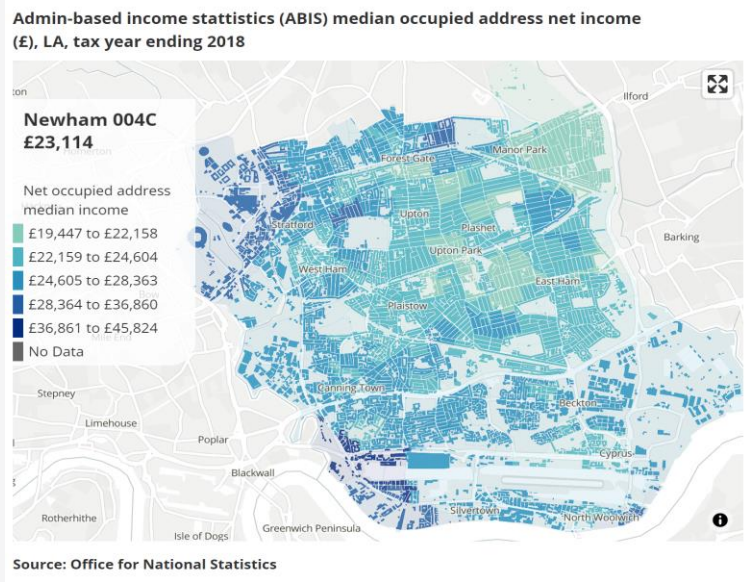 Admin-based income stattistics (ABIS) median occupied address net income
(£), LA, tax year ending 2018
Newham 004C
£23,114
Net occupied address
median income
£19,447 to £22,158
£22,159 to £24,604
£24,605 to £28,363
£28,364 to £36,860
£36,861 to £45,824
No Data
Ilford
Manor Park
Forest Gate
Upton
Stratford
Plashet
Barking
Upton Park
West Ham
East Ham
Plaistow
Mile End
Canning Town
Stepney
Beckton
Limehouse
Poplar
Cyprus
Blackwall
Silvertown
Rotherhithe
North Woolwich
Greenwich Peninsula
Isle of Dogs
Source: Office for National Statistics